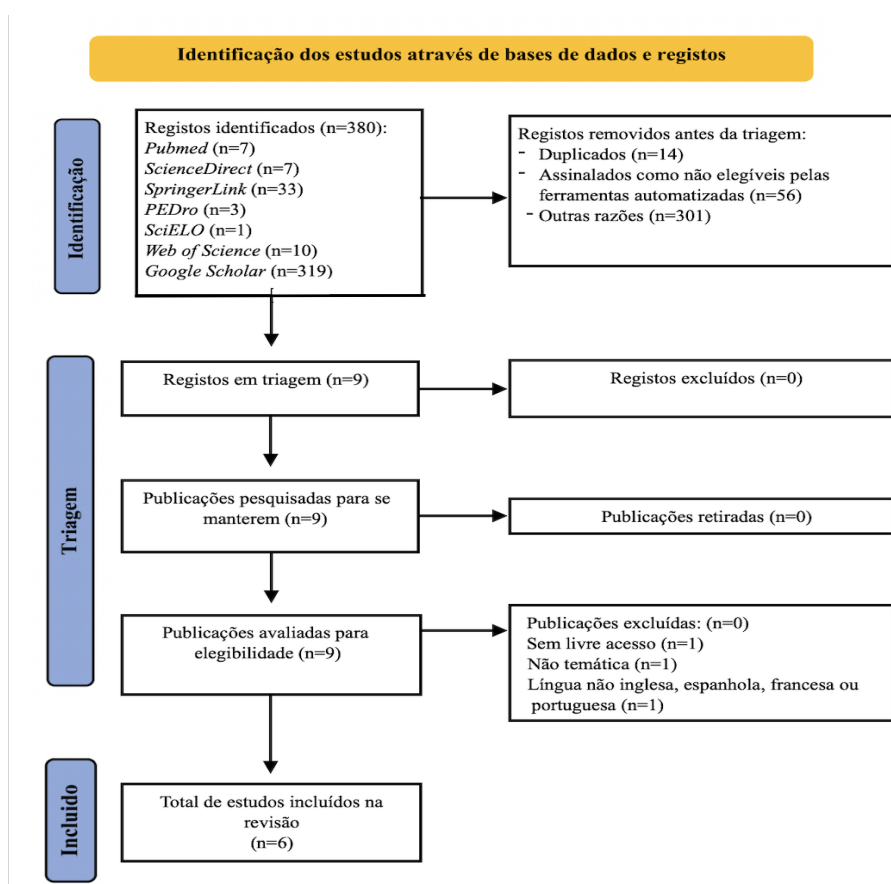 Identificação dos estudos através de bases de dados e registos
Identificação
Registos identificados (n=380):
Pubmed (n=7)
ScienceDirect (n=7)
SpringerLink (n=33)
PEDro (n=3)
SciELO (n=1)
Web of Science (n=10)
Google Scholar (n=319)
Registos removidos antes da triagem:
- Duplicados (n=14)
- Assinalados como não elegíveis pelas
ferramentas automatizadas (n=56)
- Outras razões (n=301)
Triagem
Registos em triagem (n=9)
Registos excluídos (n=0)
Publicações pesquisadas para se
manterem (n=9)
Publicações retiradas (n=0)
Publicações avaliadas para
elegibilidade (n=9)
Publicações excluídas: (n=0)
Sem livre acesso (n=1)
Não temática (n=1)
Língua não inglesa, espanhola, francesa ou
portuguesa (n=1)
Incluido
Total de estudos incluídos na
revisão
(n=6)